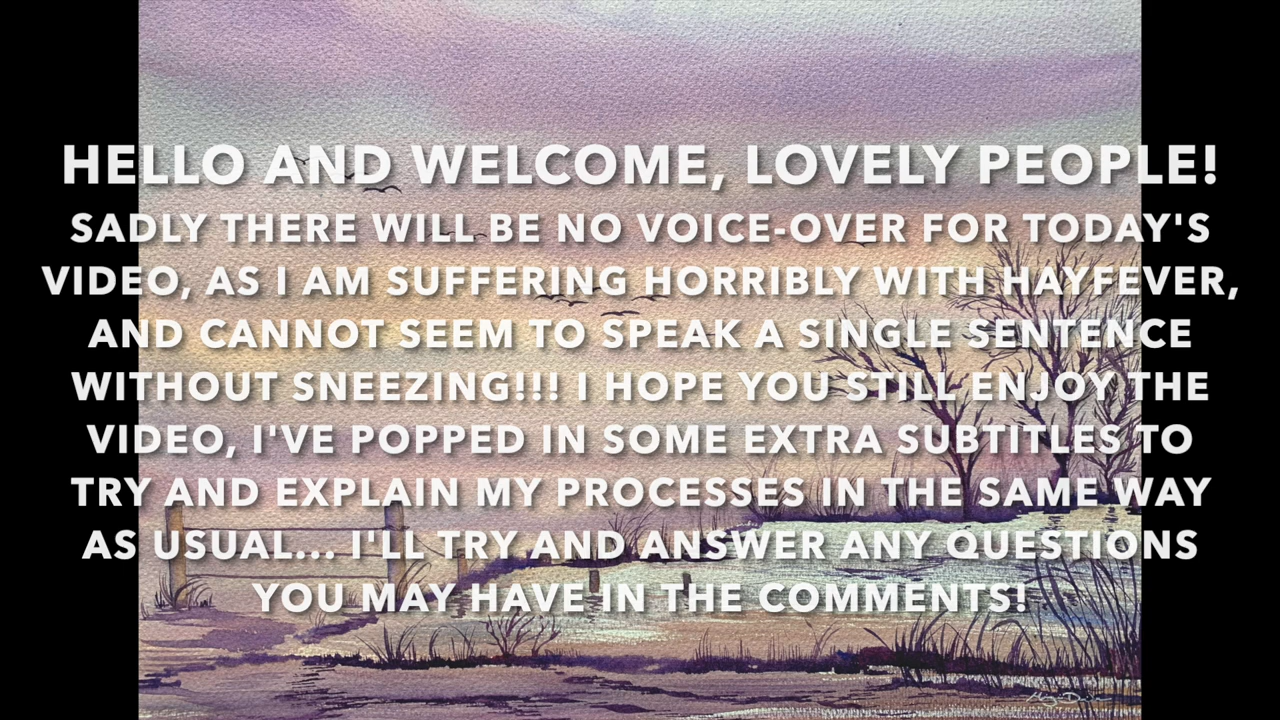 HELLO AND WELCOME, LOVELY PEOPLE!
SADLY THERE WILL BE NO VOICE-OVER FOR TODAY'S
VIDEO, AS I AM SUFFERING HORRIBLY WITH HAYFEVER,
AND CANNOT SEEM TO SPEAK A SINGLE SENTENCE
WITHOUT SNEEZING!!! I HOPE YOU STILL ENJOY THE
VIDEO, I'VE POPPED IN SOME EXTRA SUBTITLES TO
TRY AND EXPLAIN MY PROCESSES IN THE SAME WAY
AS USUAL... I'LL TRY AND ANSWER ANY QUESTIONS
YOU MAY HAVE IN THE COMMENTS!